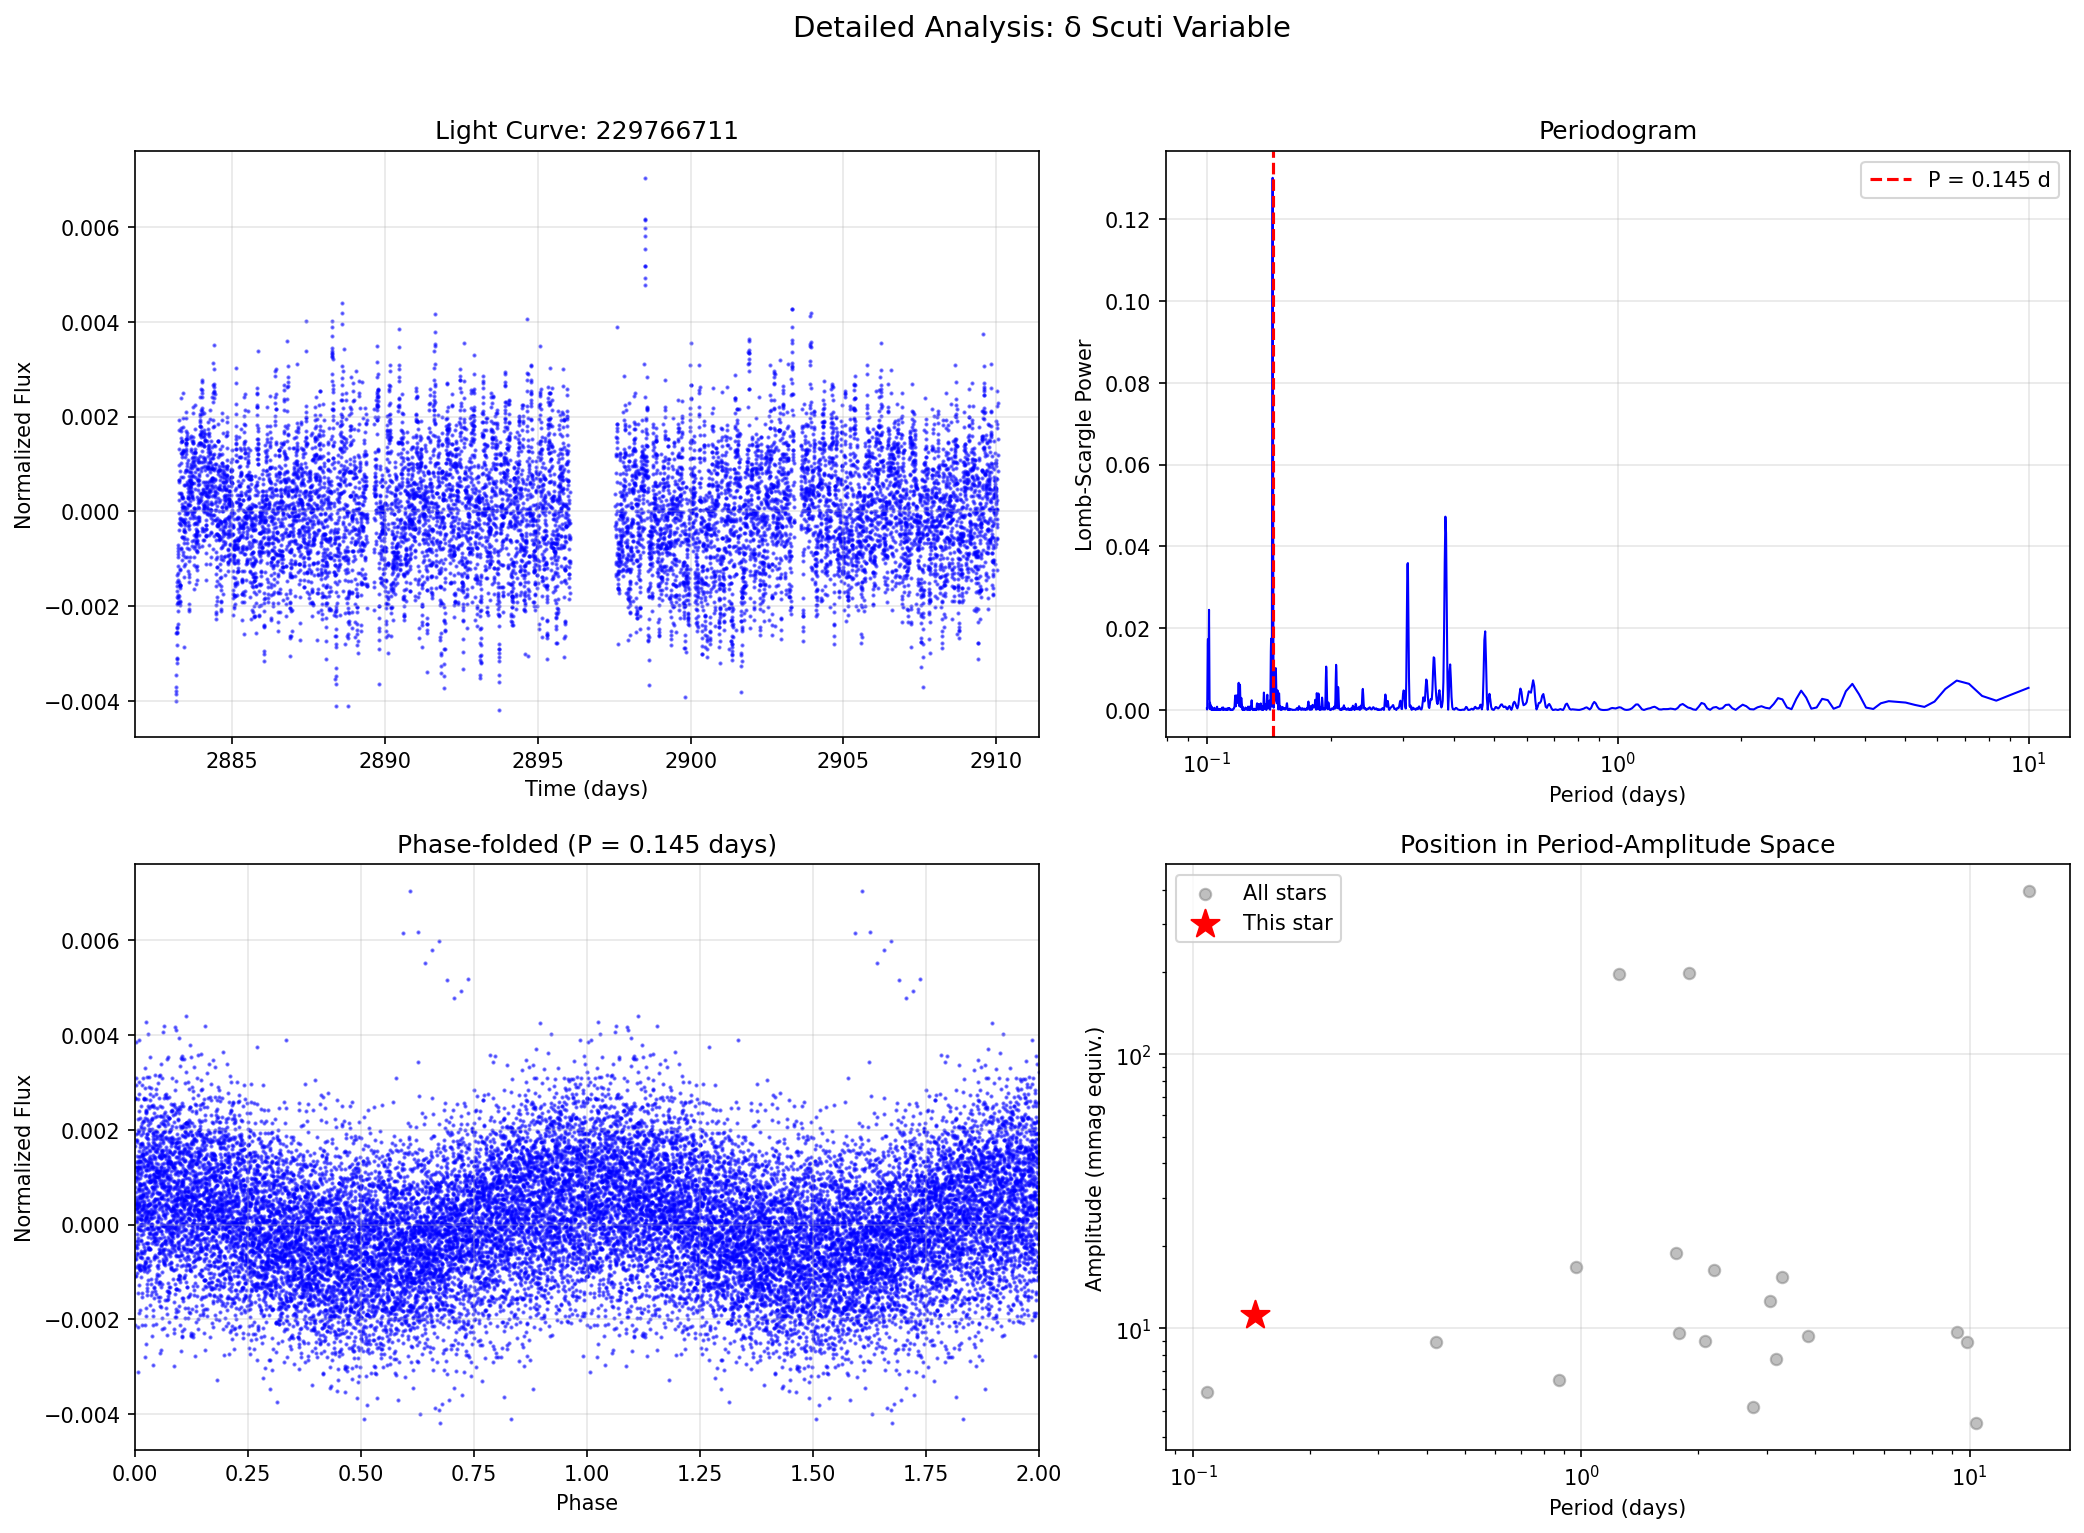 Detailed Analysis: δ Scuti Variable
Light Curve: 229766711
Normalized Flux
0.006
0.004
0.002
0.000
−0.002
−0.004
2885 2890 2895 2900 2905 2910
Time (days)
Periodogram
P = 0.145 d
Lomb-Scargle Power
0.12
0.10
0.08
0.06
0.04
0.02
0.00
10⁻¹ 10⁰ 10¹
Period (days)
Phase-folded (P = 0.145 days)
Normalized Flux
0.006
0.004
0.002
0.000
−0.002
−0.004
0.00 0.25 0.50 0.75 1.00 1.25 1.50 1.75 2.00
Phase
Position in Period-Amplitude Space
All stars
This star
Amplitude (mmag equiv.)
10²
10¹
10⁻¹ 10⁰ 10¹
Period (days)